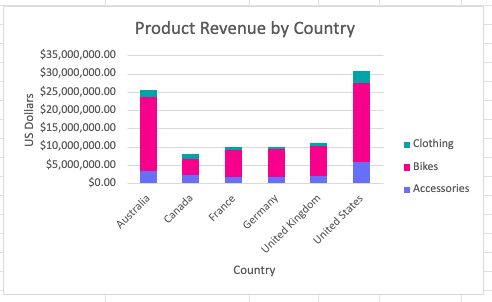 Product Revenue by Country
US Dollars
$35,000,000.00
$30,000,000.00
$25,000,000.00
$20,000,000.00
$15,000,000.00
$10,000,000.00
$5,000,000.00
$0.00
Australia
Canada
France
Germany
United Kingdom
United States
Country
Clothing
Bikes
Accessories